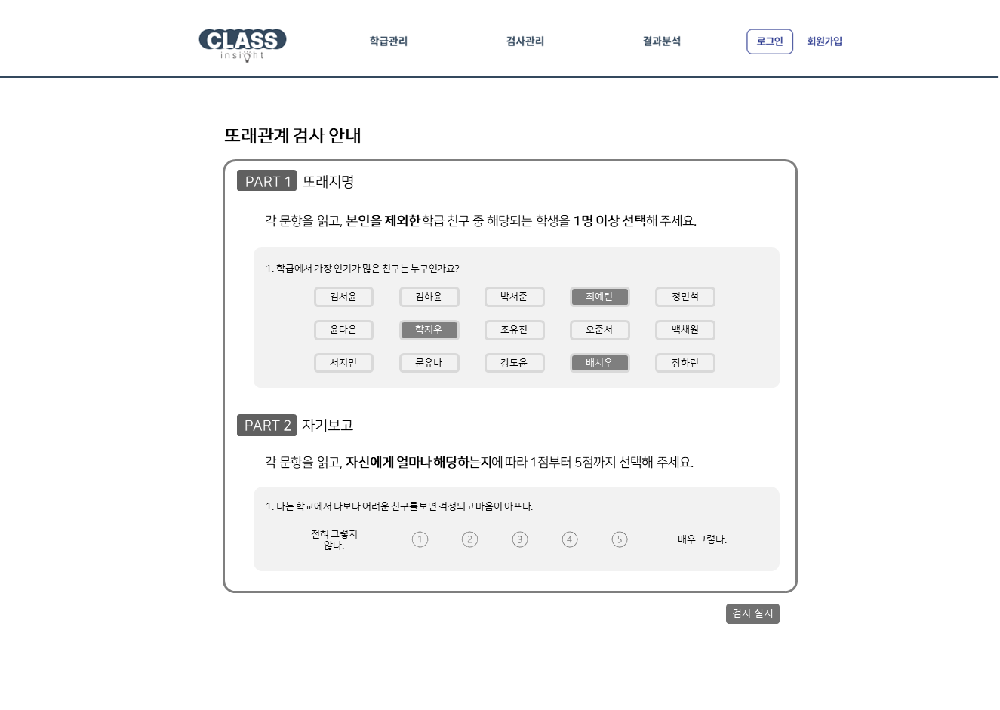 CLASS
insight
학급관리 검사관리 결과분석 로그인 회원가입
또래관계 검사 안내
PART 1 또래지명
각 문항을 읽고, 본인을 제외한 학급 친구 중 해당되는 학생을 1명 이상 선택해 주세요.
1. 학급에서 가장 인기가 많은 친구는 누구인가요?
김서윤 김하윤 박서준 최예린 정민석
윤다은 학지우 조유진 오준서 백채원
서지민 문유나 강도윤 배시우 장하린
PART 2 자기보고
각 문항을 읽고, 자신에게 얼마나 해당하는지에 따라 1점부터 5점까지 선택해 주세요.
1. 나는 학교에서 나보다 어려운 친구를 보면 걱정되고 마음이 아프다.
전혀 그렇지
않다.
1 2 3 4 5
매우 그렇다.
검사 실시